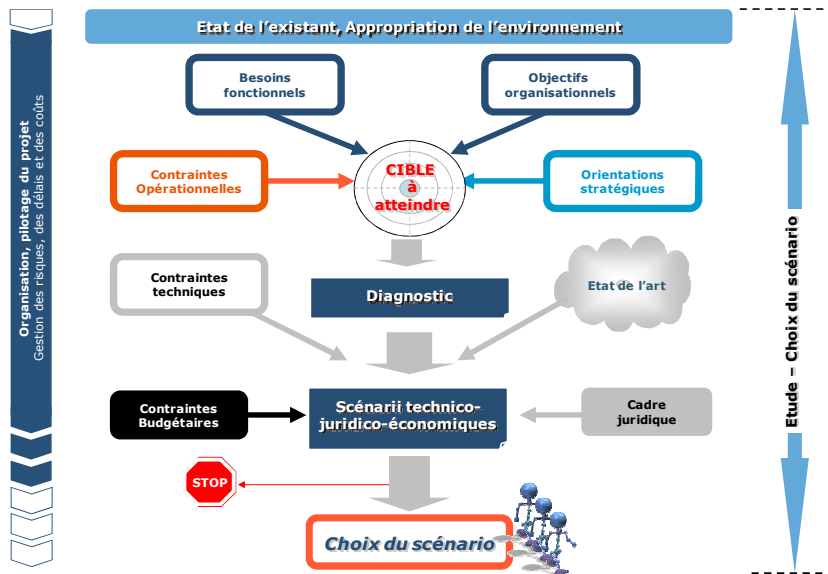 Etat de l’existant, Appropriation de l’environnement
Organisation, pilotage du projet
Gestion des risques, des délais et des coûts
Besoins
fonctionnels
Objectifs
organisationnels
Contraintes
Opérationnelles
CIBLE
à
atteindre
Orientations
stratégiques
Contraintes
techniques
Diagnostic
Etat de l’art
Contraintes
Budgétaires
Scénarii technico-
juridico-économiques
Cadre
juridique
STOP
Choix du scénario
Etude – Choix du scénario